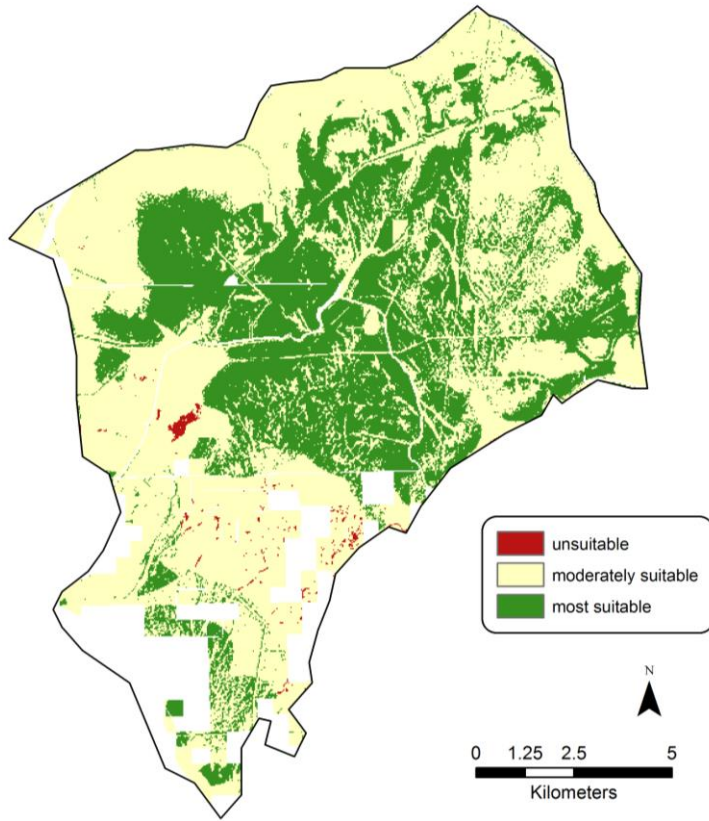 unsuitable
moderately suitable
most suitable
N
0 1.25 2.5 5
Kilometers